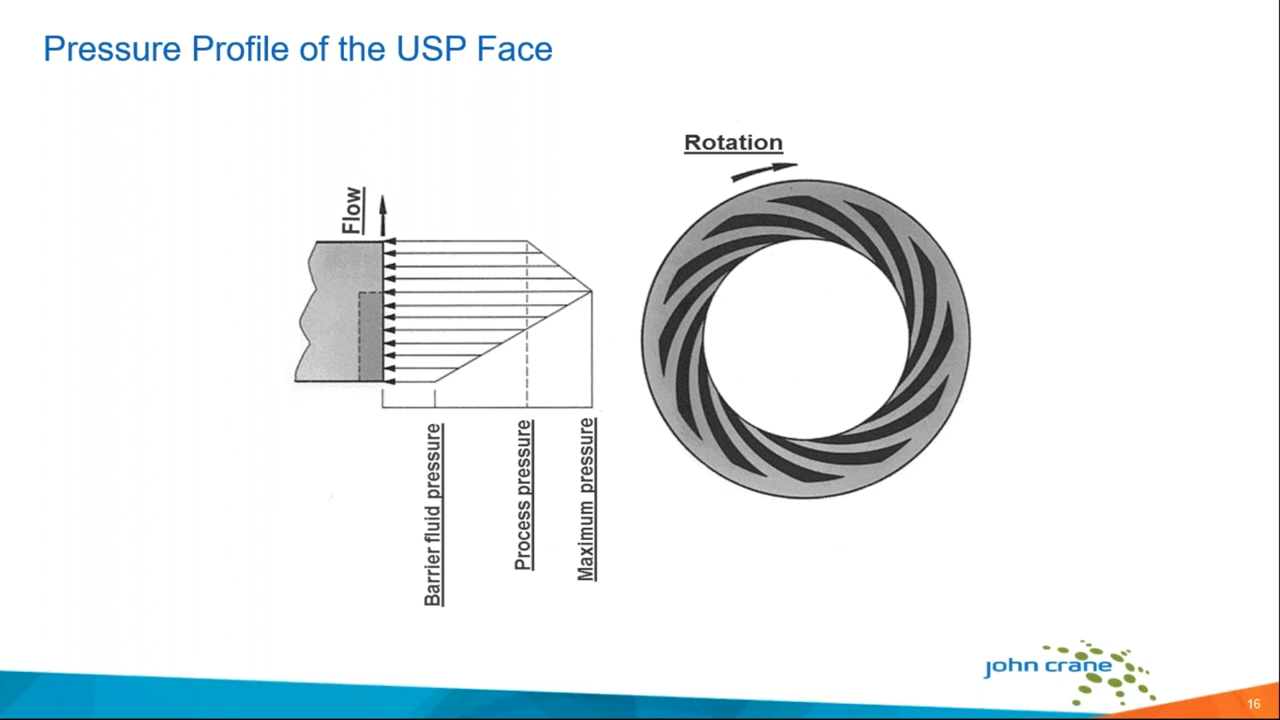 Pressure Profile of the USP Face
Rotation
Flow
Barrier fluid pressure
Process pressure
Maximum pressure
john crane
16